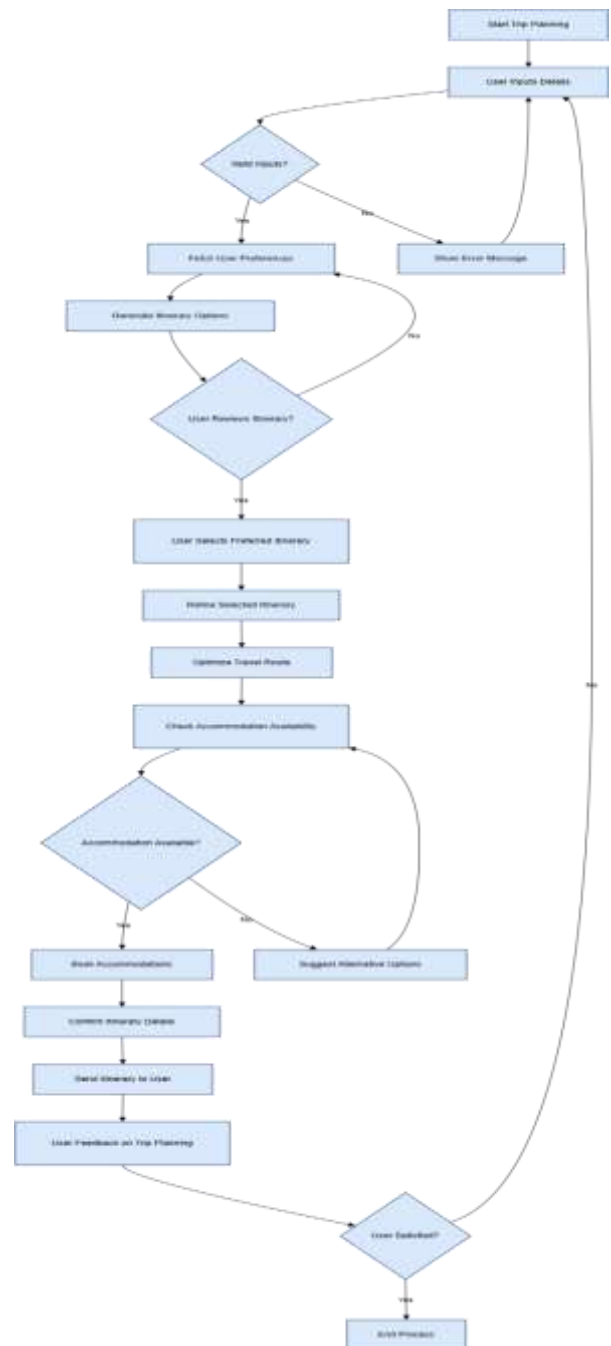 Start Trip Planning
User Inputs Details
Valid Inputs?
Yes
No
Fetch User Preferences
Show Error Message
Generate Itinerary Options
No
User Reviews Itinerary?
Yes
User Selects Preferred Itinerary
Refine Selected Itinerary
Optimize Travel Route
No
Check Accommodation Availability
Accommodation Available?
Yes
No
Book Accommodations
Suggest Alternative Options
Confirm Itinerary Details
Send Itinerary to User
User Feedback on Trip Planning
User Satisfied?
Yes
End Process